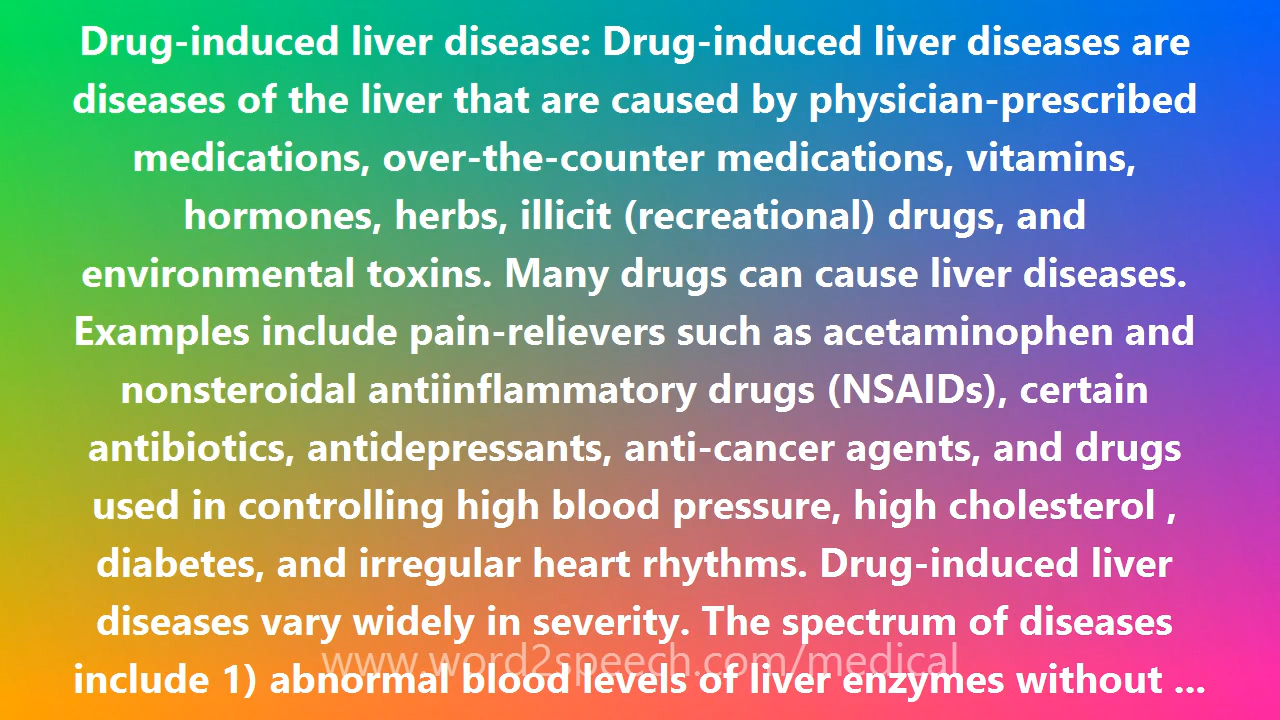 Drug-induced liver disease: Drug-induced liver diseases are
diseases of the liver that are caused by physician-prescribed
medications, over-the-counter medications, vitamins,
hormones, herbs, illicit (recreational) drugs, and
environmental toxins. Many drugs can cause liver diseases.
Examples include pain-relievers such as acetaminophen and
nonsteroidal antiinflammatory drugs (NSAIDs), certain
antibiotics, antidepressants, anti-cancer agents, and drugs
used in controlling high blood pressure, high cholesterol ,
diabetes, and irregular heart rhythms. Drug-induced liver
diseases vary widely in severity. The spectrum of diseases
www.word2speech.com/medical
include 1) abnormal blood levels of liver enzymes without ...